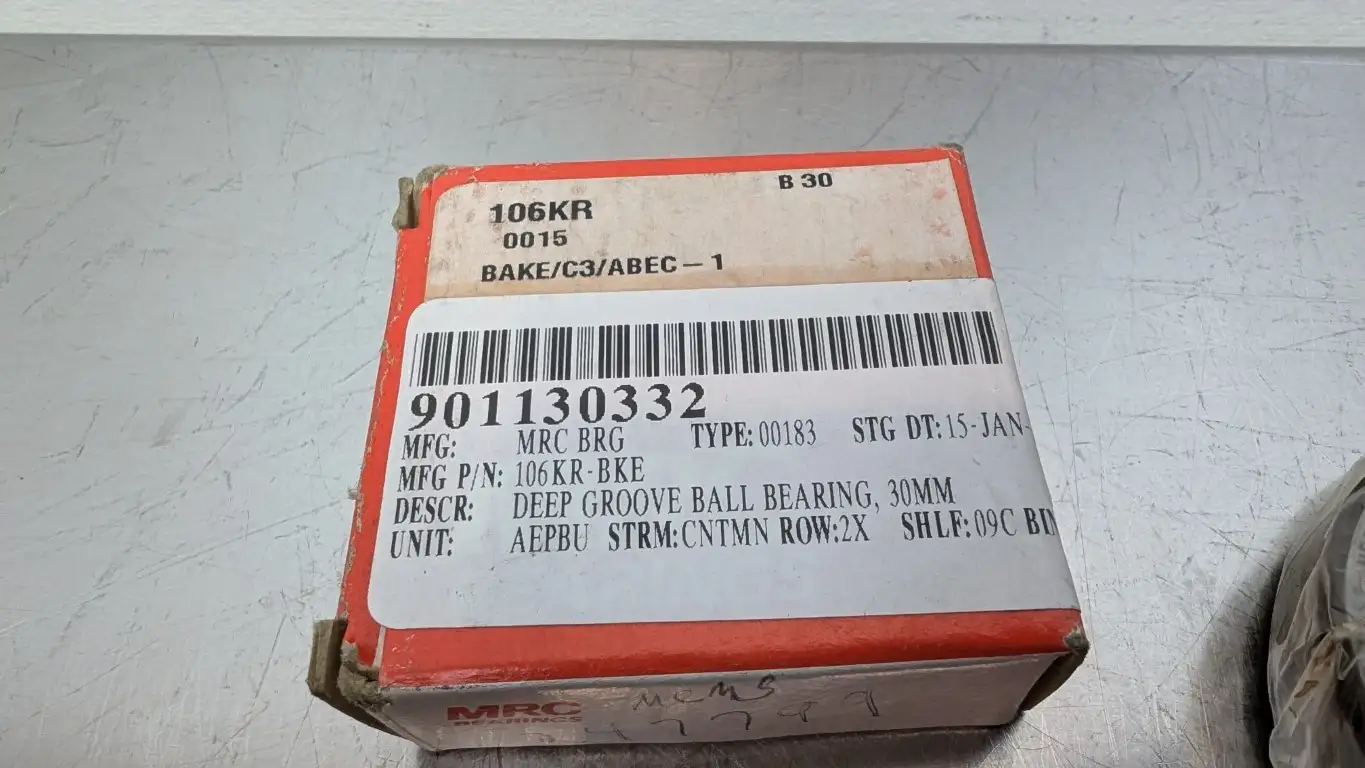 B 30
106KR
0015
BAKE/C3/ABEC-1
901130332
MFG: MRC BRG TYPE: 00183 STG DT: 15-JAN-
MFG P/N: 106KR-BKE
DESCR: DEEP GROOVE BALL BEARING, 30MM
UNIT: AEPBU STRM: CNTMN ROW: 2X SHLF: 09C
MRC
BEARINGS